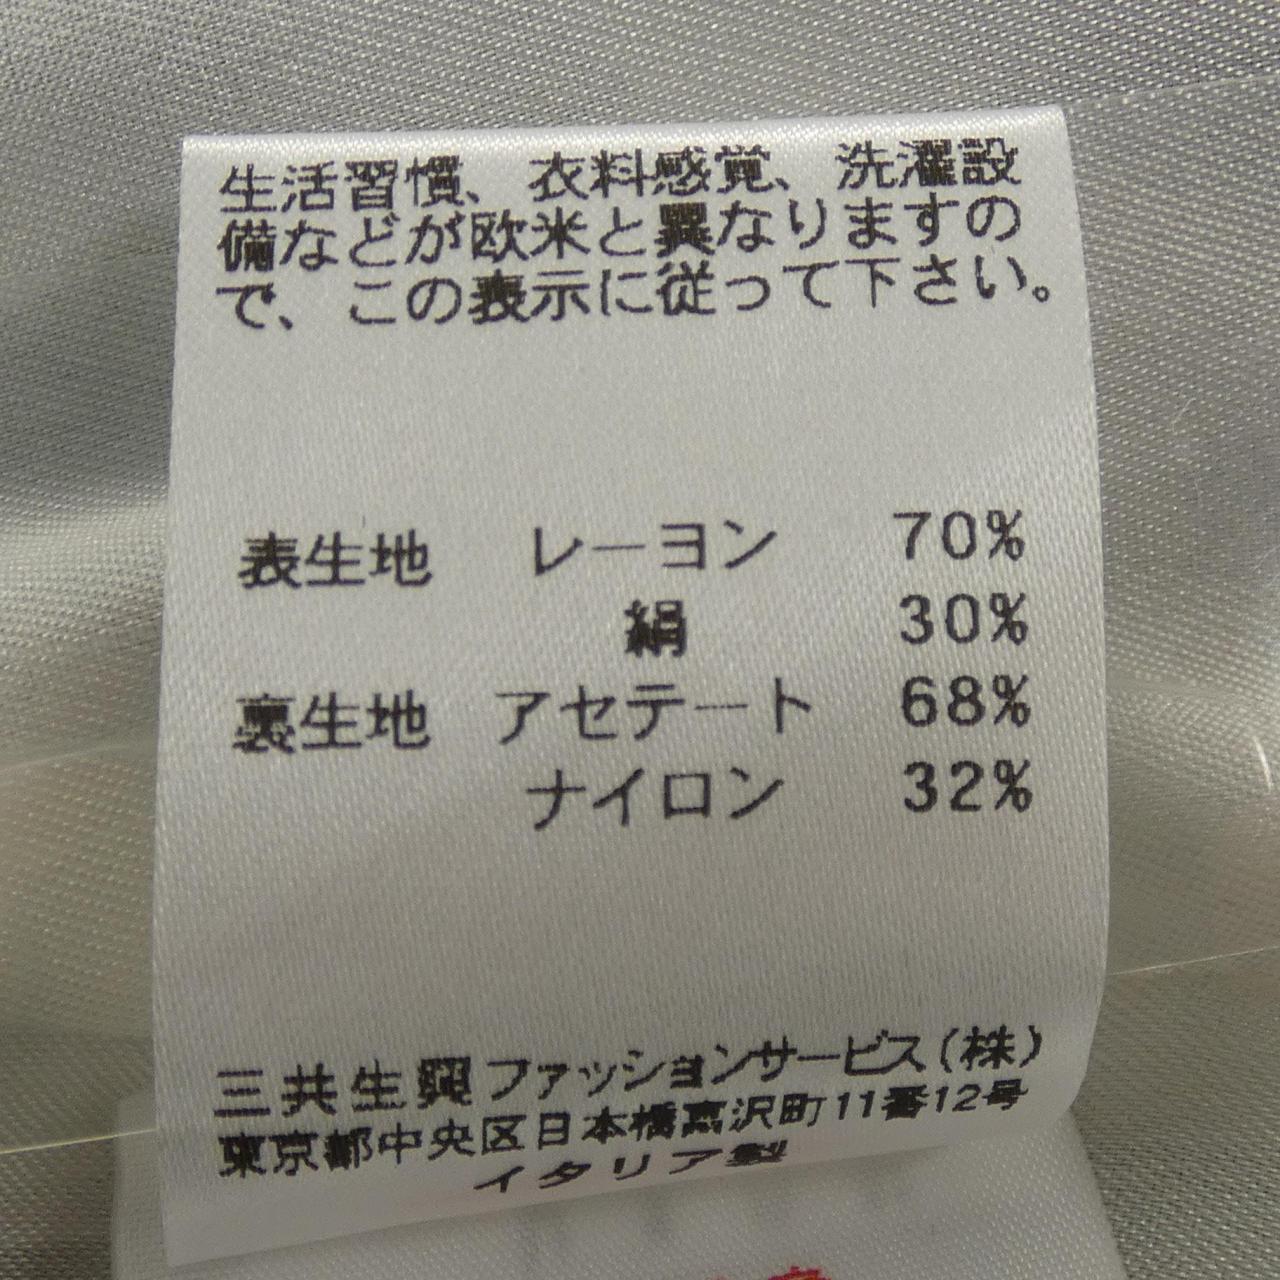 生活習慣、衣料感覚、洗濯設
備などが欧米と異なりますの
で、この表示に従って下さい。
表生地 レーヨン 70%
絹 30%
裏生地 アセテート 68%
ナイロン 32%
三共生興ファッションサービス(株)
東京都中央区日本橋富沢町11番12号
イタリア製